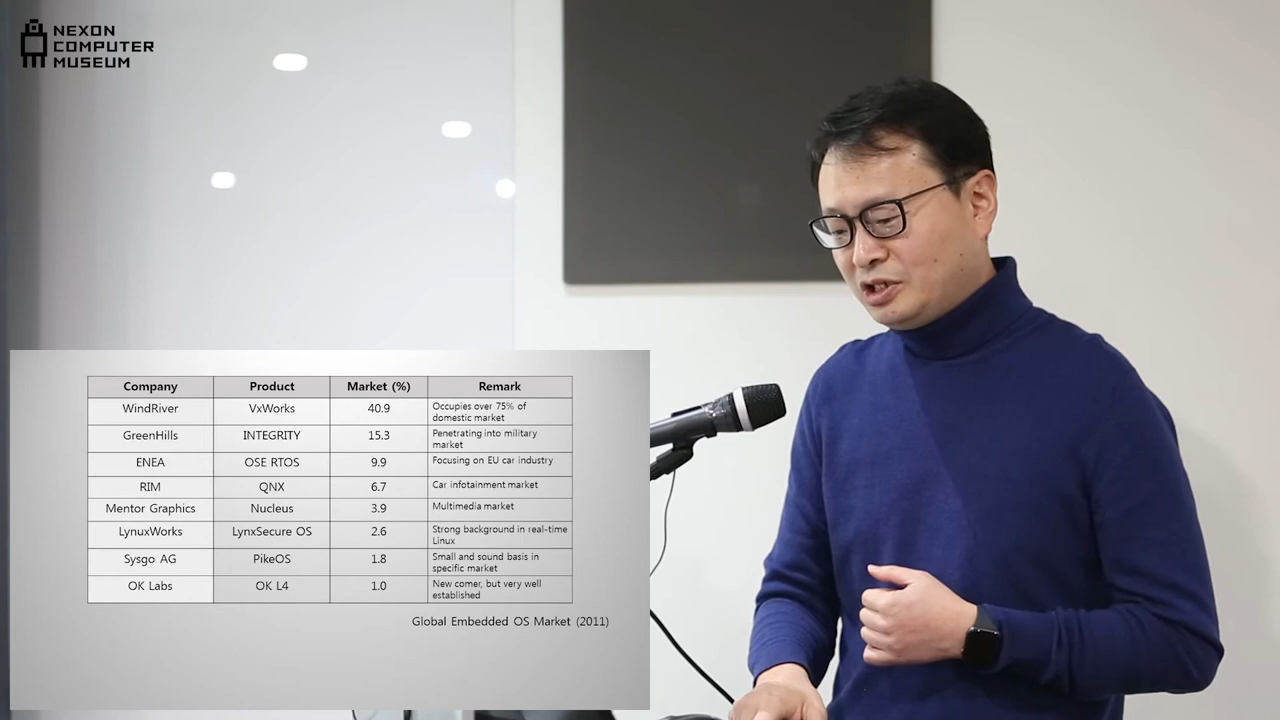 NEXON
COMPUTER
MUSEUM
Company Product Market (%) Remark
WindRiver VxWorks 40.9 Occupies over 75% of
domestic market
GreenHills INTEGRITY 15.3 Penetrating into military
market
ENEA OSE RTOS 9.9 Focusing on EU car industry
RIM QNX 6.7 Car infotainment market
Mentor Graphics Nucleus 3.9 Multimedia market
LynuxWorks LynxSecure OS 2.6 Strong background in real-time
Linux
Sysgo AG PikeOS 1.8 Small and sound basis in
specific market
OK Labs OK L4 1.0 New comer, but very well
established
Global Embedded OS Market (2011)